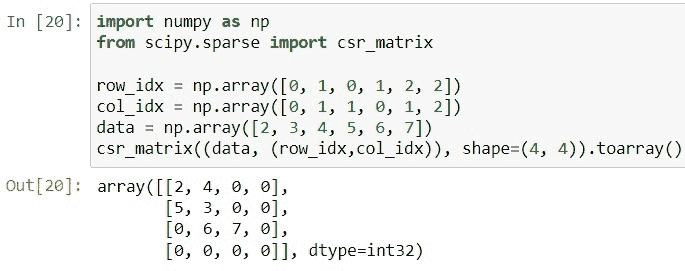 In [20]: import numpy as np
from scipy.sparse import csr_matrix
row_idx = np.array([0, 1, 0, 1, 2, 2])
col_idx = np.array([0, 1, 1, 0, 1, 2])
data = np.array([2, 3, 4, 5, 6, 7])
csr_matrix((data, (row_idx,col_idx)), shape=(4, 4)).toarray()
Out[20]: array([[2, 4, 0, 0],
[5, 3, 0, 0],
[0, 6, 7, 0],
[0, 0, 0, 0]], dtype=int32)